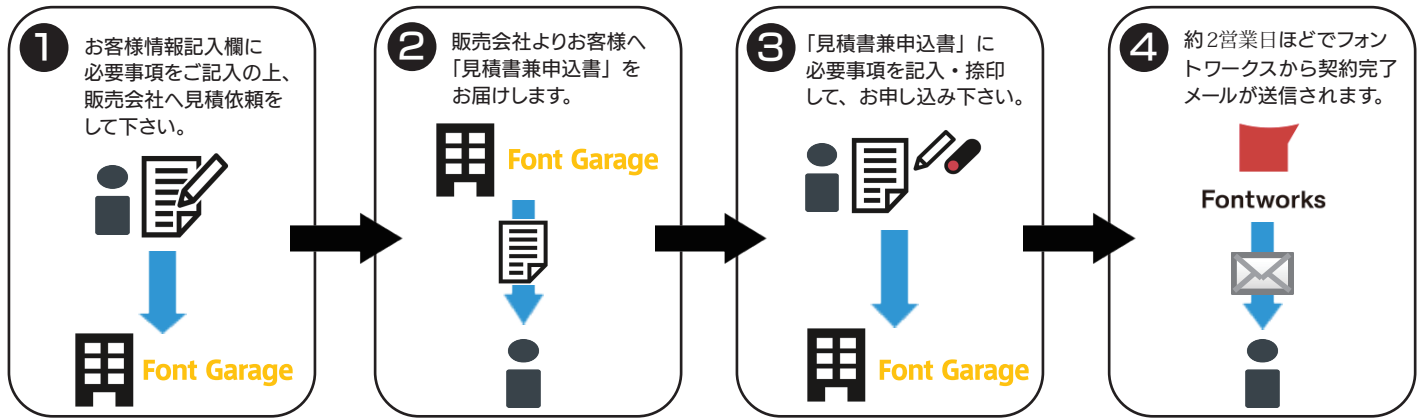 1
お客様情報記入欄に
必要事項をご記入の上、
販売会社へ見積依頼を
して下さい。
Font Garage
2
販売会社よりお客様へ
「見積書兼申込書」を
お届けします。
Font Garage
3
「見積書兼申込書」に
必要事項を記入・捺印
して、お申し込み下さい。
Font Garage
4
約2営業日ほどでフォン
トワークスから契約完了
メールが送信されます。
Fontworks